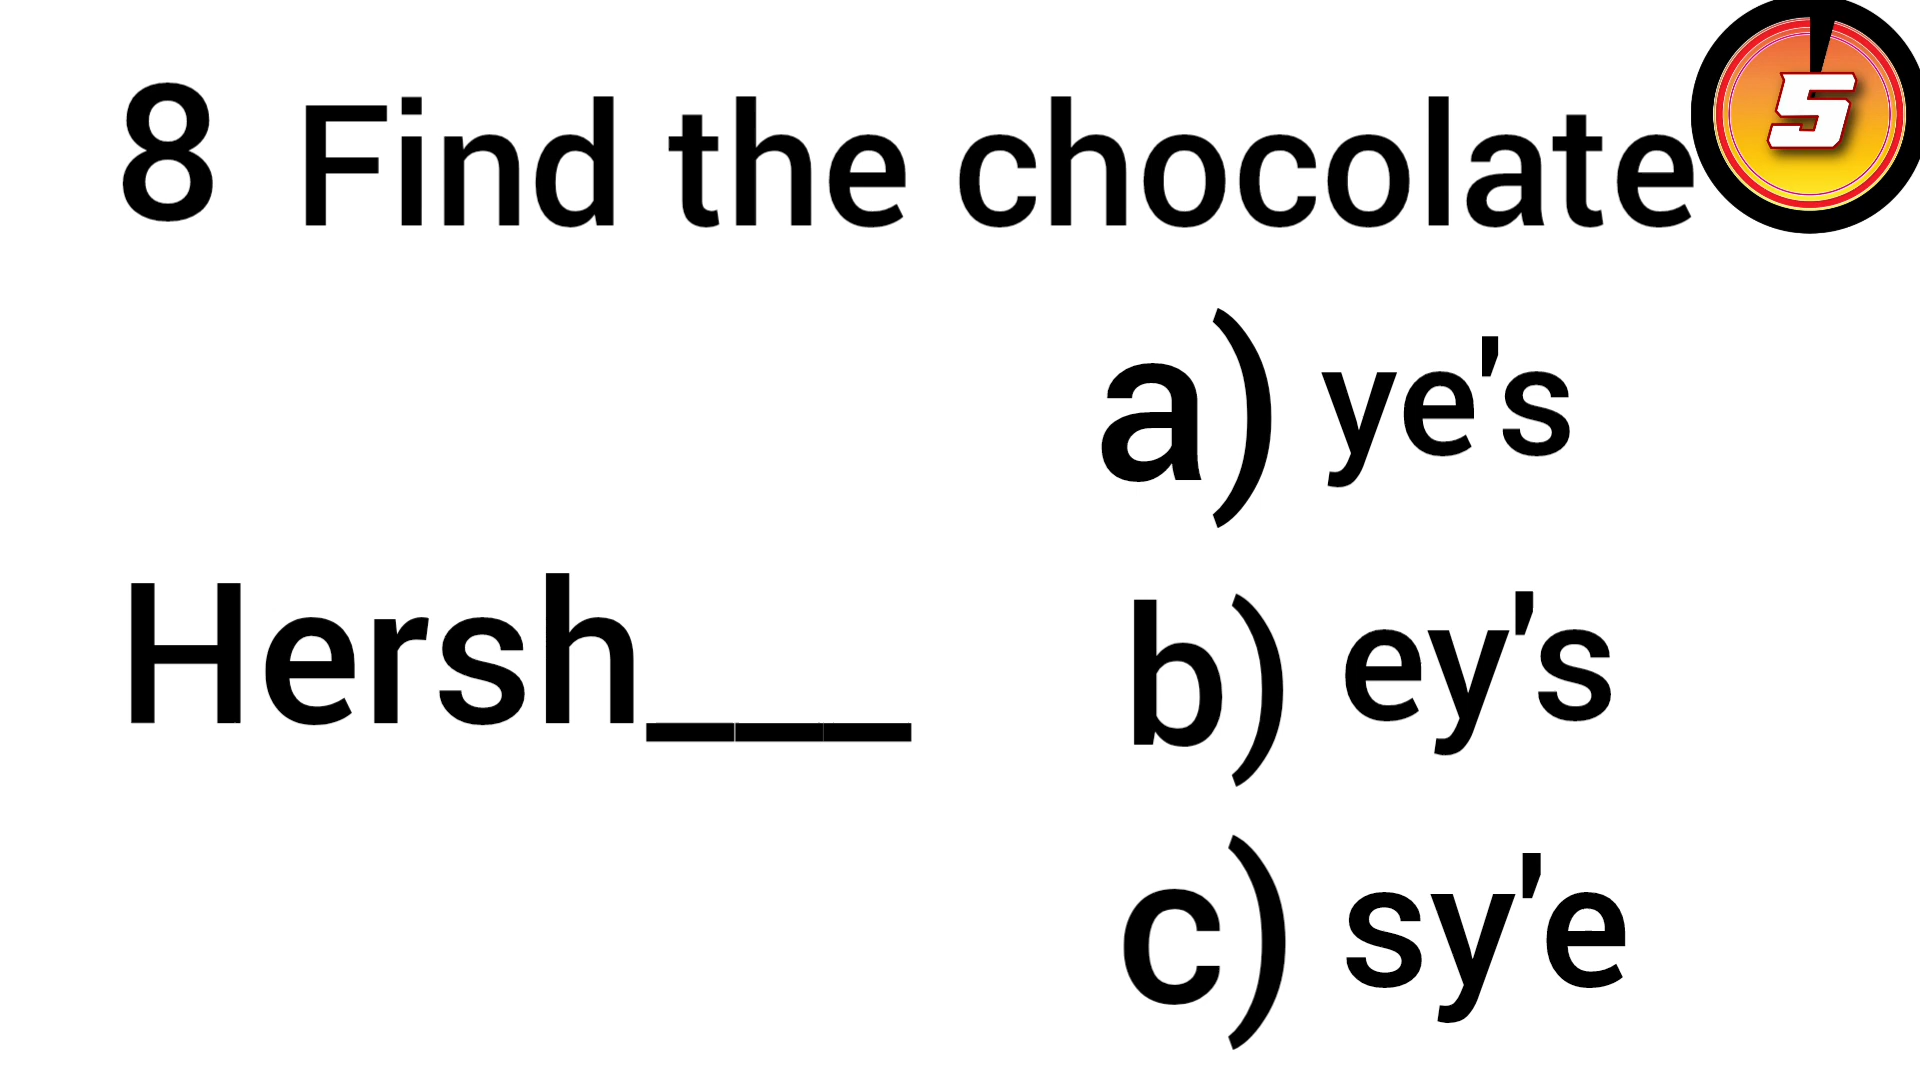 8 Find the chocolate
5
a) ye's
Hersh___
b) ey's
c) sy'e